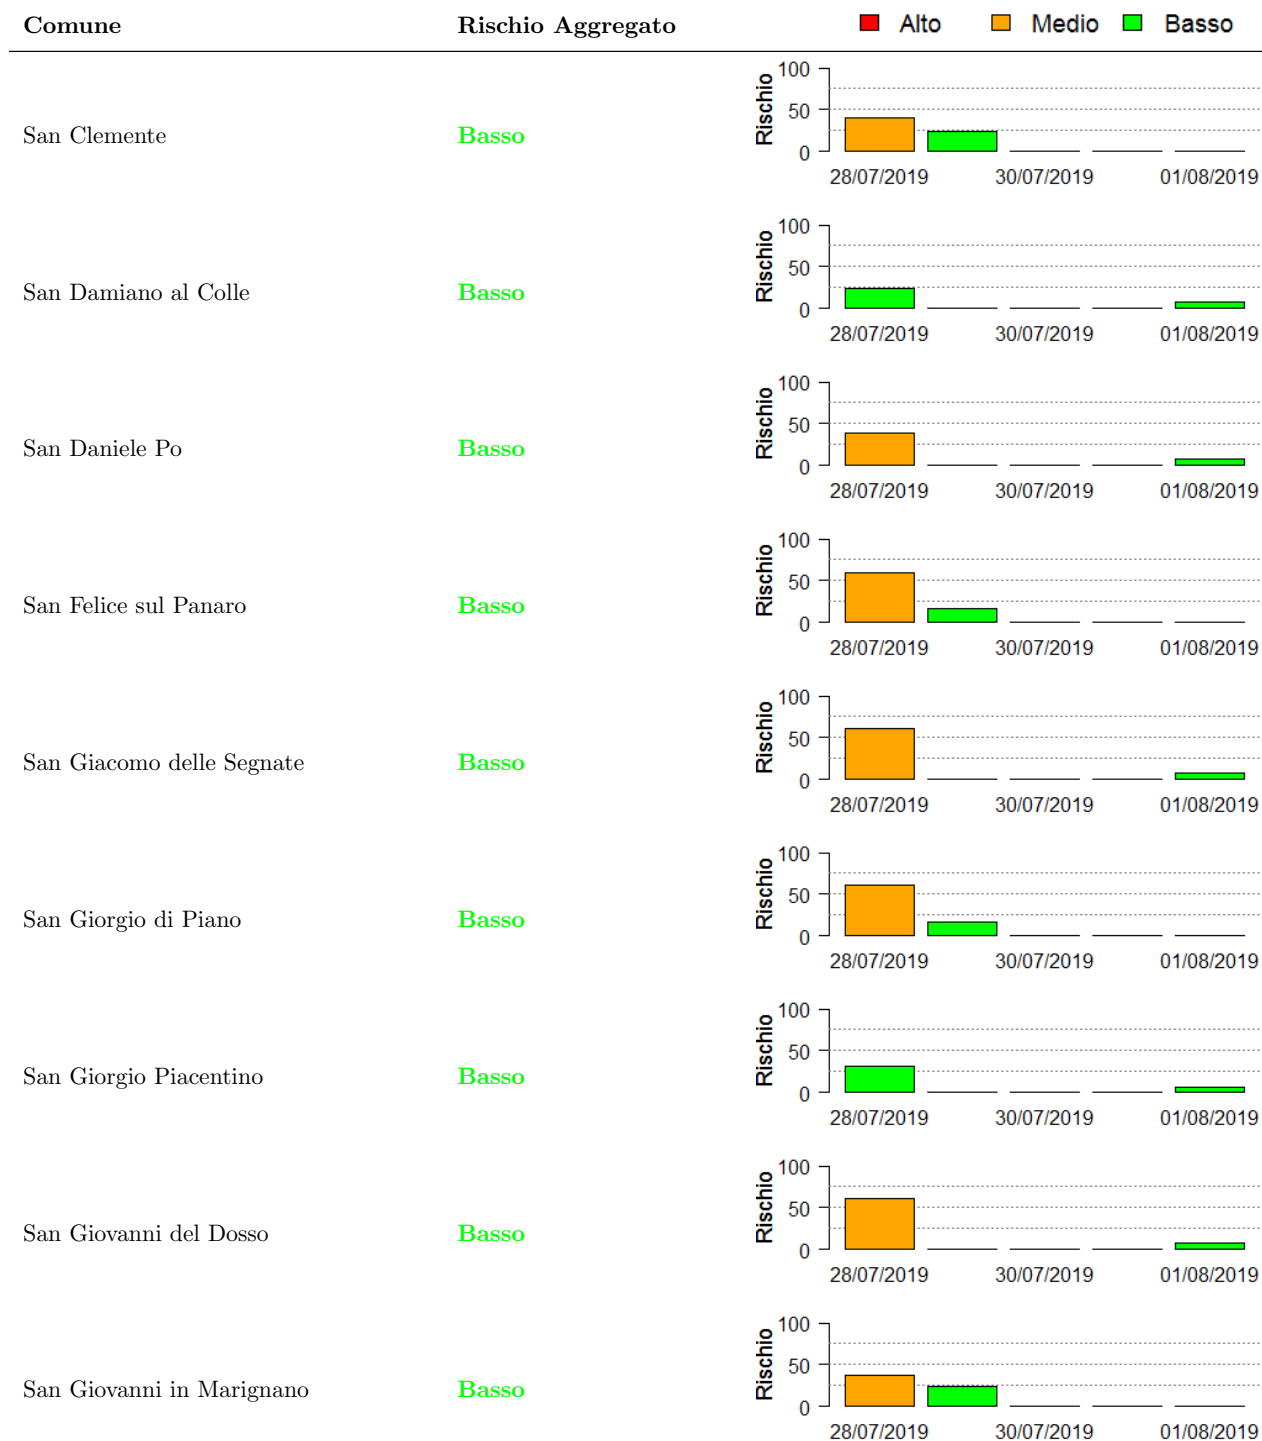 Comune Rischio Aggregato Alto Medio Basso
San Clemente Basso
Rischio
100
50
0
28/07/2019 30/07/2019 01/08/2019
San Damiano al Colle Basso
Rischio
100
50
0
28/07/2019 30/07/2019 01/08/2019
San Daniele Po Basso
Rischio
100
50
0
28/07/2019 30/07/2019 01/08/2019
San Felice sul Panaro Basso
Rischio
100
50
0
28/07/2019 30/07/2019 01/08/2019
San Giacomo delle Segnate Basso
Rischio
100
50
0
28/07/2019 30/07/2019 01/08/2019
San Giorgio di Piano Basso
Rischio
100
50
0
28/07/2019 30/07/2019 01/08/2019
San Giorgio Piacentino Basso
Rischio
100
50
0
28/07/2019 30/07/2019 01/08/2019
San Giovanni del Dosso Basso
Rischio
100
50
0
28/07/2019 30/07/2019 01/08/2019
San Giovanni in Marignano Basso
Rischio
100
50
0
28/07/2019 30/07/2019 01/08/2019